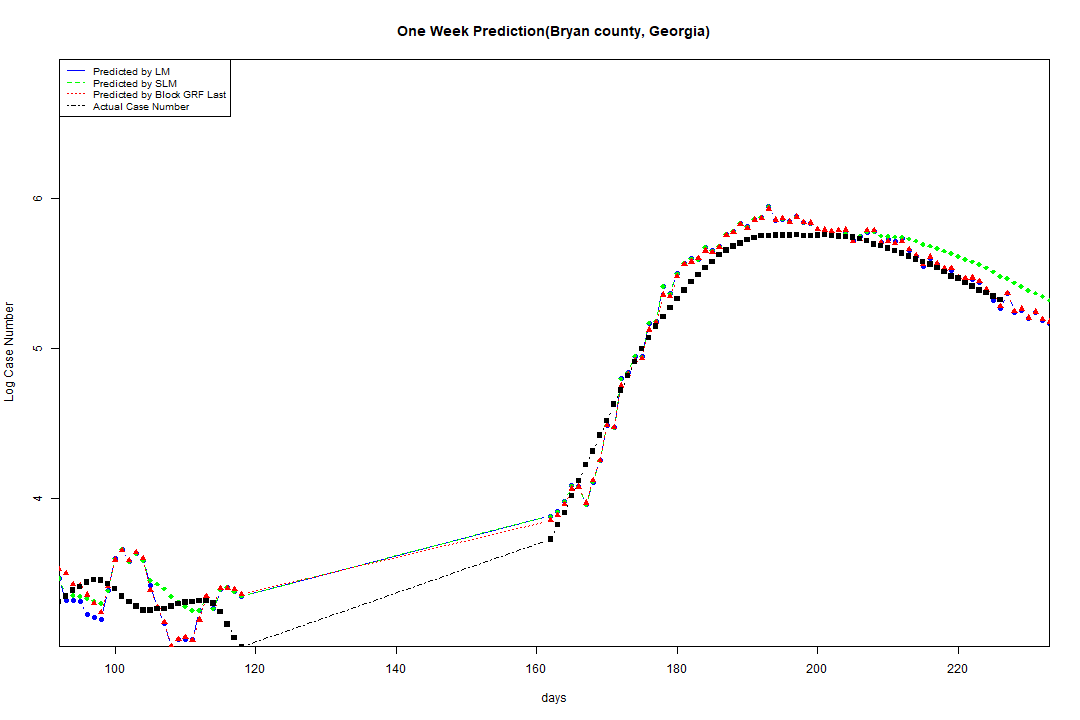 One Week Prediction(Bryan county, Georgia)
Predicted by LM
Predicted by SLM
Predicted by Block GRF Last
Actual Case Number
6
5
4
Log Case Number
100 120 140 160 180 200 220
days